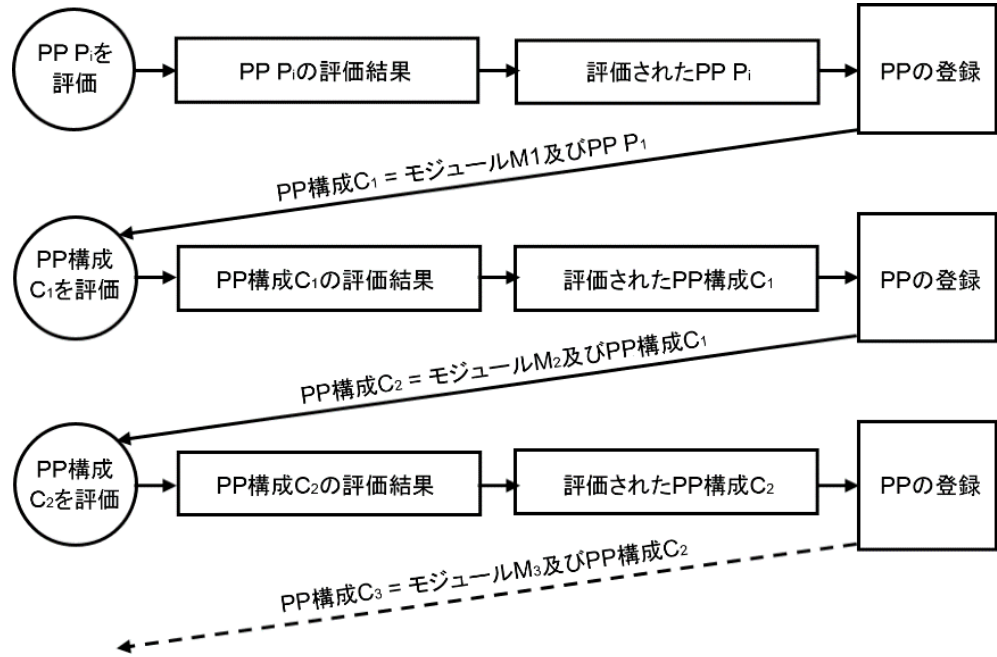 PP Piを
評価
PP Piの評価結果
評価されたPP Pi
PPの登録
PP構成C1 = モジュールM1及びPP P1
PP構成
C1を評価
PP構成C1の評価結果
評価されたPP構成C1
PPの登録
PP構成C2 = モジュールM2及びPP構成C1
PP構成
C2を評価
PP構成C2の評価結果
評価されたPP構成C2
PPの登録
PP構成C3 = モジュールM3及びPP構成C2